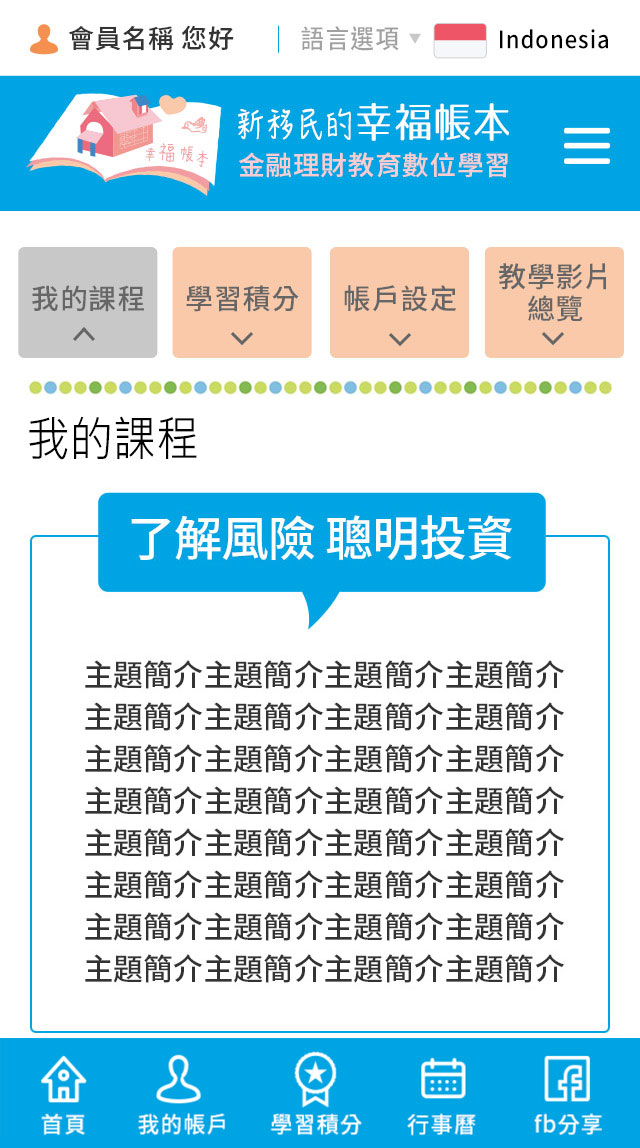 會員名稱 您好
語言選項 Indonesia
新移民的幸福帳本
幸福帳本
金融理財教育數位學習
我的課程 學習積分 帳戶設定 教學影片
總覽
我的課程
了解風險 聰明投資
主題簡介主題簡介主題簡介主題簡介
主題簡介主題簡介主題簡介主題簡介
主題簡介主題簡介主題簡介主題簡介
主題簡介主題簡介主題簡介主題簡介
主題簡介主題簡介主題簡介主題簡介
主題簡介主題簡介主題簡介主題簡介
主題簡介主題簡介主題簡介主題簡介
主題簡介主題簡介主題簡介主題簡介
首頁 我的帳戶 學習積分 行事曆 fb分享